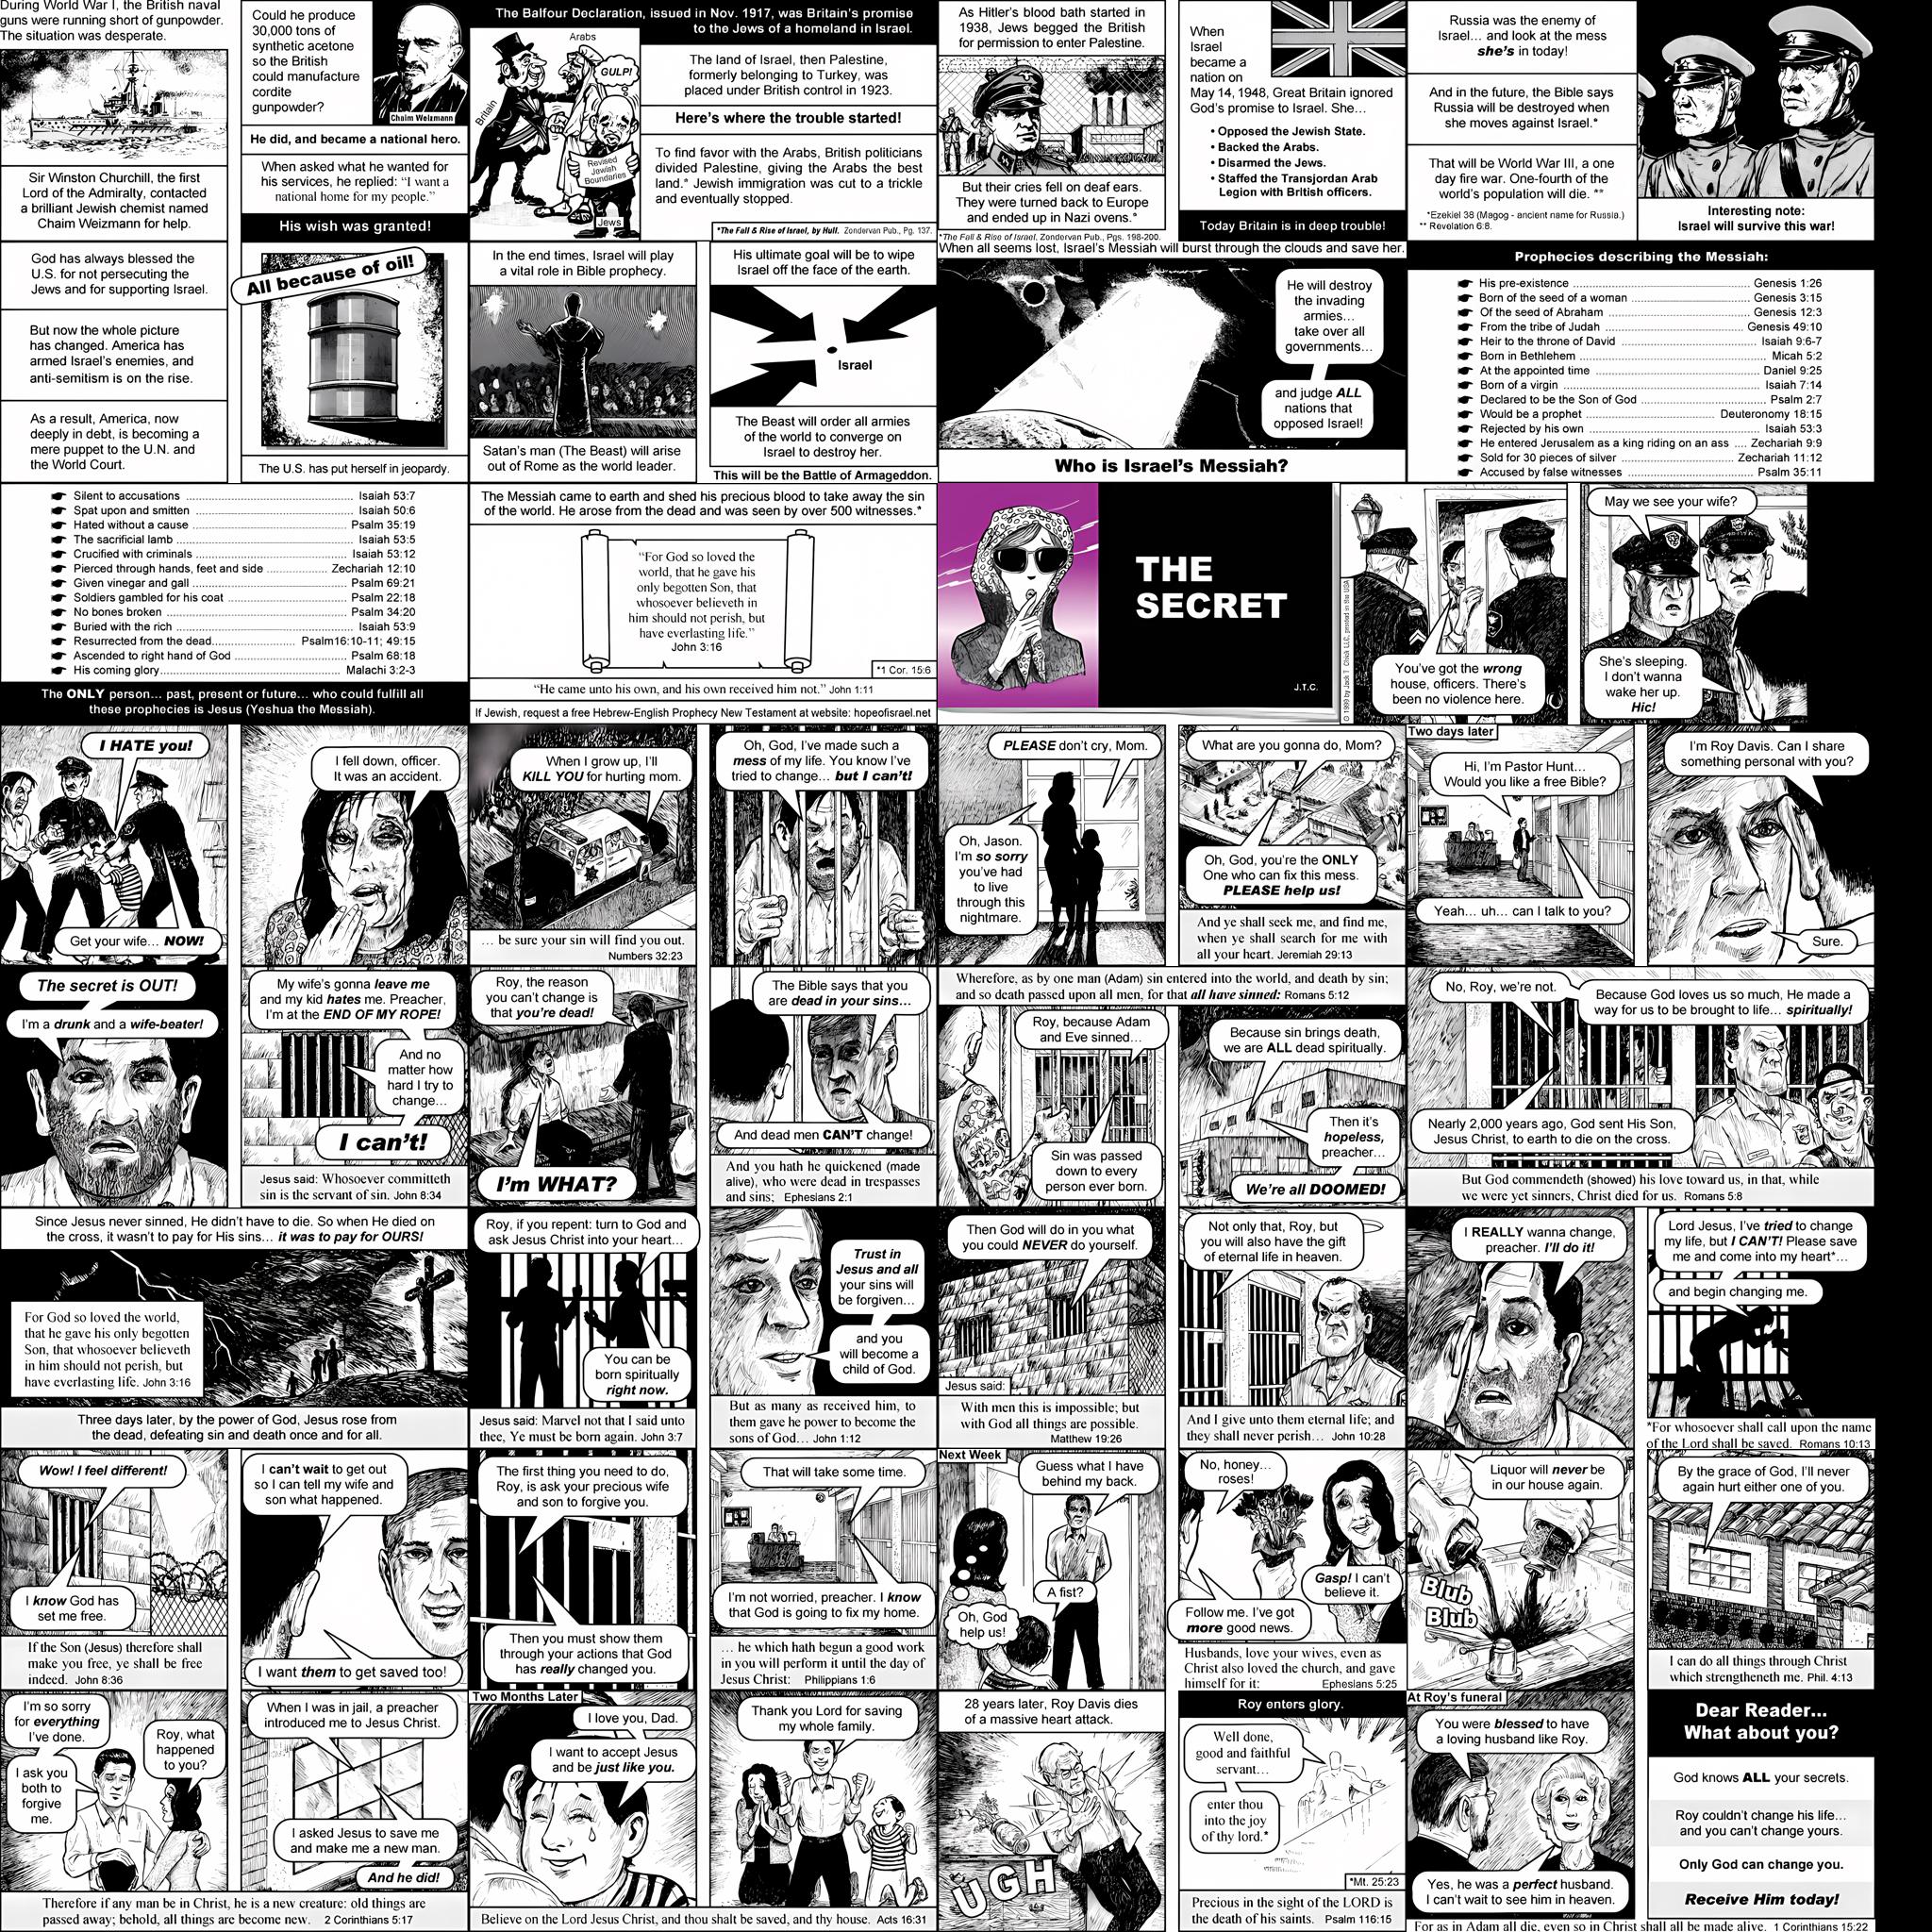 During World War I, the British naval
guns were running short of gunpowder.
The situation was desperate.
Sir Winston Churchill, the first
Lord of the Admiralty, contacted
a brilliant Jewish chemist named
Chaim Weizmann for help.
Could he produce
30,000 tons of
synthetic acetone
so the British
could manufacture
cordite
gunpowder?
Chaim Weizmann
He did, and became a national hero.
When asked what he wanted for
his services, he replied: “I want a
national home for my people.”
His wish was granted!
The Balfour Declaration, issued in Nov. 1917, was Britain’s promise
to the Jews of a homeland in Israel.
Arabs
GULP!
Britain
Revised
Jewish
Boundaries
Jews
The land of Israel, then Palestine,
formerly belonging to Turkey, was
placed under British control in 1923.
Here’s where the trouble started!
To find favor with the Arabs, British politicians
divided Palestine, giving the Arabs the best
land.* Jewish immigration was cut to a trickle
and eventually stopped.
*The Fall & Rise of Israel, by Hull. Zondervan Pub., Pg. 137.
As Hitler’s blood bath started in
1938, Jews begged the British
for permission to enter Palestine.
But their cries fell on deaf ears.
They were turned back to Europe
and ended up in Nazi ovens.*
*The Fall & Rise of Israel, Zondervan Pub., Pgs. 198-200.
When
Israel
became a
nation on
May 14, 1948, Great Britain ignored
God’s promise to Israel. She…
• Opposed the Jewish State.
• Backed the Arabs.
• Disarmed the Jews.
• Staffed the Transjordan Arab
Legion with British officers.
Today Britain is in deep trouble!
Russia was the enemy of
Israel… and look at the mess
she’s in today!
And in the future, the Bible says
Russia will be destroyed when
she moves against Israel.*
That will be World War III, a one
day fire war. One-fourth of the
world’s population will die. **
*Ezekiel 38 (Magog - ancient name for Russia.)
** Revelation 6:8.
Interesting note:
Israel will survive this war!
God has always blessed the
U.S. for not persecuting the
Jews and for supporting Israel.
But now the whole picture
has changed. America has
armed Israel’s enemies, and
anti-semitism is on the rise.
As a result, America, now
deeply in debt, is becoming a
mere puppet to the U.N. and
the World Court.
All because of oil!
The U.S. has put herself in jeopardy.
In the end times, Israel will play
a vital role in Bible prophecy.
Satan’s man (The Beast) will arise
out of Rome as the world leader.
His ultimate goal will be to wipe
Israel off the face of the earth.
Israel
The Beast will order all armies
of the world to converge on
Israel to destroy her.
This will be the Battle of Armageddon.
When all seems lost, Israel’s Messiah will burst through the clouds and save her.
He will destroy
the invading
armies…
take over all
governments…
and judge ALL
nations that
opposed Israel!
Who is Israel’s Messiah?
Prophecies describing the Messiah:
His pre-existence ... Genesis 1:26
Born of the seed of a woman ... Genesis 3:15
Of the seed of Abraham ... Genesis 12:3
From the tribe of Judah ... Genesis 49:10
Heir to the throne of David ... Isaiah 9:6-7
Born in Bethlehem ... Micah 5:2
At the appointed time ... Daniel 9:25
Born of a virgin ... Isaiah 7:14
Declared to be the Son of God ... Psalm 2:7
Would be a prophet ... Deuteronomy 18:15
Rejected by his own ... Isaiah 53:3
He entered Jerusalem as a king riding on an ass .... Zechariah 9:9
Sold for 30 pieces of silver ... Zechariah 11:12
Accused by false witnesses ... Psalm 35:11
Silent to accusations ... Isaiah 53:7
Spat upon and smitten ... Isaiah 50:6
Hated without a cause ... Psalm 35:19
The sacrificial lamb ... Isaiah 53:5
Crucified with criminals ... Isaiah 53:12
Pierced through hands, feet and side ... Zechariah 12:10
Given vinegar and gall ... Psalm 69:21
Soldiers gambled for his coat ... Psalm 22:18
No bones broken ... Psalm 34:20
Buried with the rich ... Isaiah 53:9
Resurrected from the dead... Psalm16:10-11; 49:15
Ascended to right hand of God ... Psalm 68:18
His coming glory... Malachi 3:2-3
The ONLY person… past, present or future… who could fulfill all
these prophecies is Jesus (Yeshua the Messiah).
The Messiah came to earth and shed his precious blood to take away the sin
of the world. He arose from the dead and was seen by over 500 witnesses.*
“For God so loved the
world, that he gave his
only begotten Son, that
whosoever believeth in
him should not perish, but
have everlasting life.”
John 3:16
*1 Cor. 15:6
“He came unto his own, and his own received him not.” John 1:11
If Jewish, request a free Hebrew-English Prophecy New Testament at website: hopeofisrael.net
THE
SECRET
J.T.C.
© 1999 by Jack T. Chick LLC, printed in the USA
You’ve got the wrong
house, officers. There’s
been no violence here.
May we see your wife?
She’s sleeping.
I don’t wanna
wake her up.
Hic!
I HATE you!
Get your wife… NOW!
I fell down, officer.
It was an accident.
When I grow up, I’ll
KILL YOU for hurting mom.
… be sure your sin will find you out.
Numbers 32:23
Oh, God, I’ve made such a
mess of my life. You know I’ve
tried to change… but I can’t!
PLEASE don’t cry, Mom.
Oh, Jason.
I’m so sorry
you’ve had
to live
through this
nightmare.
What are you gonna do, Mom?
Oh, God, you’re the ONLY
One who can fix this mess.
PLEASE help us!
And ye shall seek me, and find me,
when ye shall search for me with
all your heart. Jeremiah 29:13
Two days later
Hi, I’m Pastor Hunt…
Would you like a free Bible?
Yeah… uh… can I talk to you?
I’m Roy Davis. Can I share
something personal with you?
Sure.
The secret is OUT!
I’m a drunk and a wife-beater!
My wife’s gonna leave me
and my kid hates me. Preacher,
I’m at the END OF MY ROPE!
And no
matter how
hard I try to
change…
I can’t!
Jesus said: Whosoever committeth
sin is the servant of sin. John 8:34
Roy, the reason
you can’t change is
that you’re dead!
I’m WHAT?
The Bible says that you
are dead in your sins…
And dead men CAN’T change!
And you hath he quickened (made
alive), who were dead in trespasses
and sins; Ephesians 2:1
Wherefore, as by one man (Adam) sin entered into the world, and death by sin;
and so death passed upon all men, for that all have sinned: Romans 5:12
Roy, because Adam
and Eve sinned…
Sin was passed
down to every
person ever born.
Because sin brings death,
we are ALL dead spiritually.
Then it’s
hopeless,
preacher…
We’re all DOOMED!
No, Roy, we’re not.
Because God loves us so much, He made a
way for us to be brought to life… spiritually!
Nearly 2,000 years ago, God sent His Son,
Jesus Christ, to earth to die on the cross.
But God commendeth (showed) his love toward us, in that, while
we were yet sinners, Christ died for us. Romans 5:8
Since Jesus never sinned, He didn’t have to die. So when He died on
the cross, it wasn’t to pay for His sins… it was to pay for OURS!
For God so loved the world,
that he gave his only begotten
Son, that whosoever believeth
in him should not perish, but
have everlasting life. John 3:16
Three days later, by the power of God, Jesus rose from
the dead, defeating sin and death once and for all.
Roy, if you repent: turn to God and
ask Jesus Christ into your heart…
You can be
born spiritually
right now.
Jesus said: Marvel not that I said unto
thee, Ye must be born again. John 3:7
Trust in
Jesus and all
your sins will
be forgiven…
and you
will become a
child of God.
But as many as received him, to
them gave he power to become the
sons of God… John 1:12
Then God will do in you what
you could NEVER do yourself.
Jesus said:
With men this is impossible; but
with God all things are possible.
Matthew 19:26
Not only that, Roy, but
you will also have the gift
of eternal life in heaven.
And I give unto them eternal life; and
they shall never perish… John 10:28
I REALLY wanna change,
preacher. I’ll do it!
Lord Jesus, I’ve tried to change
my life, but I CAN’T! Please save
me and come into my heart*…
and begin changing me.
*For whosoever shall call upon the name
of the Lord shall be saved. Romans 10:13
Wow! I feel different!
I know God has
set me free.
If the Son (Jesus) therefore shall
make you free, ye shall be free
indeed. John 8:36
I can’t wait to get out
so I can tell my wife and
son what happened.
I want them to get saved too!
The first thing you need to do,
Roy, is ask your precious wife
and son to forgive you.
Then you must show them
through your actions that God
has really changed you.
That will take some time.
I’m not worried, preacher. I know
that God is going to fix my home.
… he which hath begun a good work
in you will perform it until the day of
Jesus Christ: Philippians 1:6
Next Week
Guess what I have
behind my back.
A fist?
Oh, God
help us!
No, honey…
roses!
Gasp! I can’t
believe it.
Follow me. I’ve got
more good news.
Husbands, love your wives, even as
Christ also loved the church, and gave
himself for it: Ephesians 5:25
Liquor will never be
in our house again.
Blub
Blub
By the grace of God, I’ll never
again hurt either one of you.
I can do all things through Christ
which strengtheneth me. Phil. 4:13
I’m so sorry
for everything
I’ve done.
I ask you
both to
forgive
me.
Roy, what
happened
to you?
When I was in jail, a preacher
introduced me to Jesus Christ.
I asked Jesus to save me
and make me a new man.
And he did!
Therefore if any man be in Christ, he is a new creature: old things are
passed away; behold, all things are become new. 2 Corinthians 5:17
Two Months Later
I love you, Dad.
I want to accept Jesus
and be just like you.
Thank you Lord for saving
my whole family.
Believe on the Lord Jesus Christ, and thou shalt be saved, and thy house. Acts 16:31
28 years later, Roy Davis dies
of a massive heart attack.
UGH
Roy enters glory.
Well done,
good and faithful
servant…
enter thou
into the joy
of thy lord.*
*Mt. 25:23
Precious in the sight of the LORD is
the death of his saints. Psalm 116:15
At Roy’s funeral
You were blessed to have
a loving husband like Roy.
Yes, he was a perfect husband.
I can’t wait to see him in heaven.
Dear Reader…
What about you?
God knows ALL your secrets.
Roy couldn’t change his life…
and you can’t change yours.
Only God can change you.
Receive Him today!
For as in Adam all die, even so in Christ shall all be made alive. 1 Corinthians 15:22